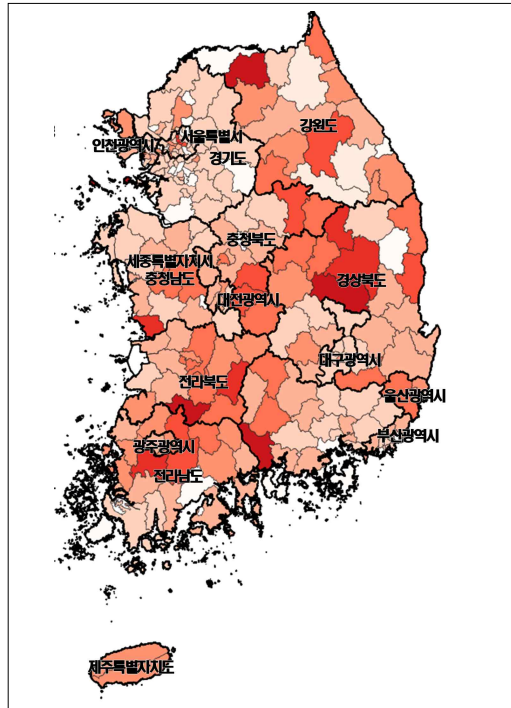 강원도
서울특별시
인천광역시
경기도
충청북도
세종특별자치시
충청남도
경상북도
대전광역시
대구광역시
전라북도
울산광역시
부산광역시
광주광역시
전라남도
제주특별자치도